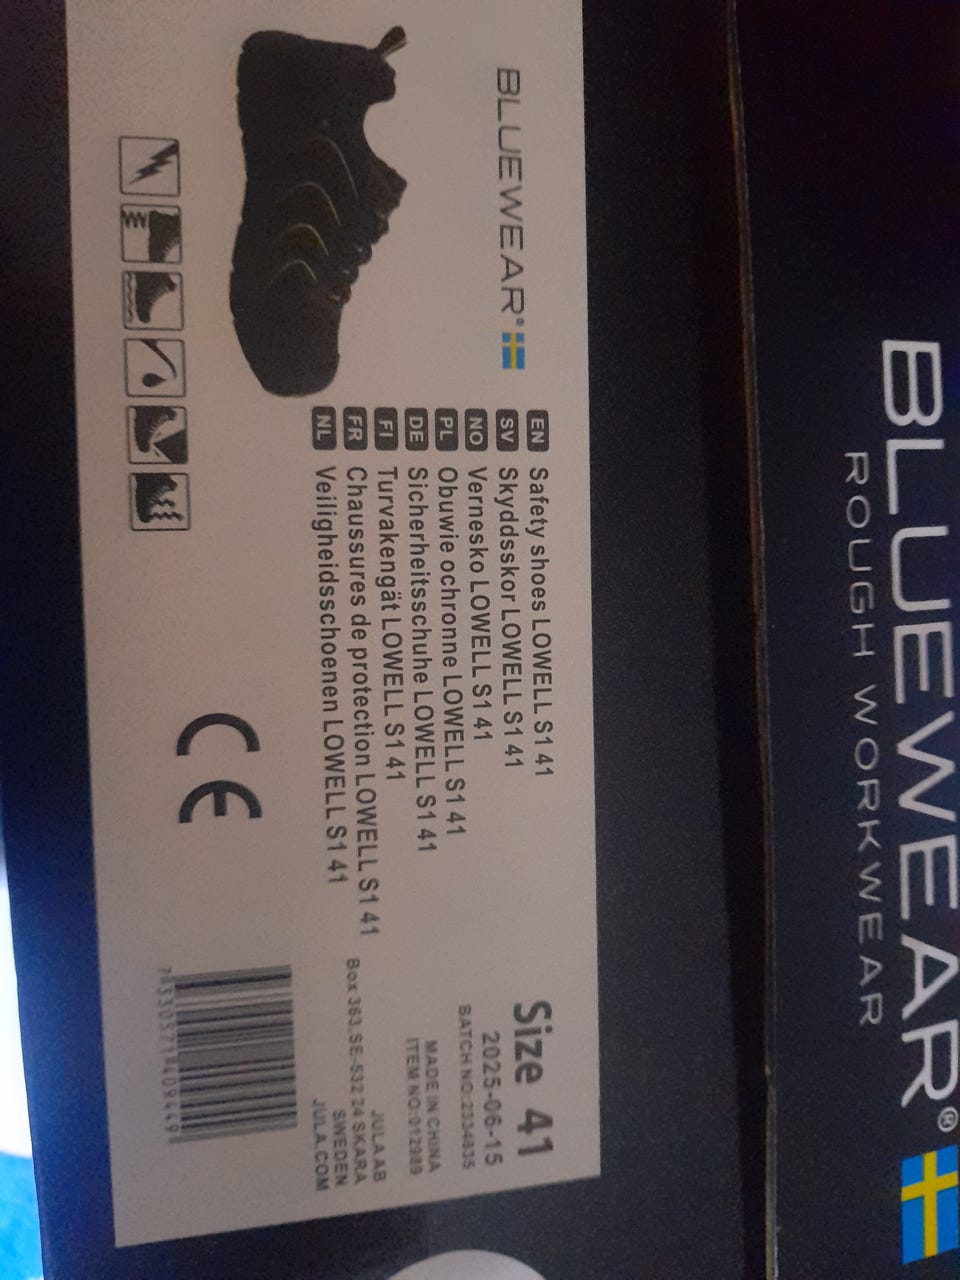 BLUEWEAR®
ROUGH WORKWEAR
BLUEWEAR®
EN Safety shoes LOWELL S1 41
SV Skyddsskor LOWELL S1 41
NO Vernesko LOWELL S1 41
PL Obuwie ochronne LOWELL S1 41
DE Sicherheitsschuhe LOWELL S1 41
FI Turvakengät LOWELL S1 41
FR Chaussures de protection LOWELL S1 41
NL Veiligheidsschoenen LOWELL S1 41
CE
Size 41
2025-06-15
BATCH NO:2334835
MADE IN CHINA
ITEM NO:012989
JULA AB
Box 363, SE-532 24 SKARA
SWEDEN
JULA.COM